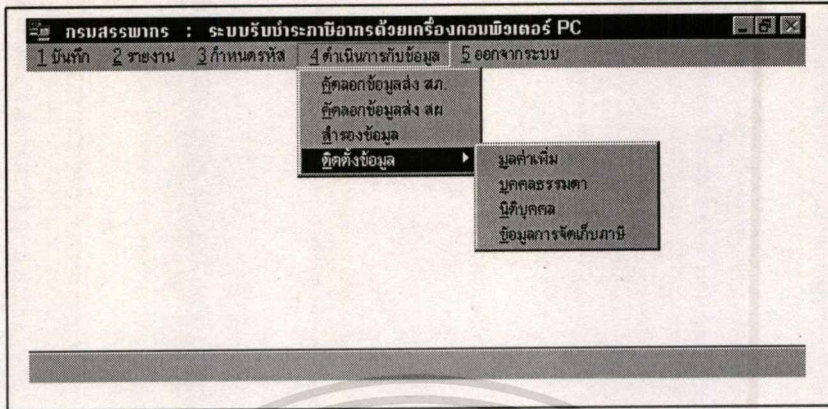 กรมสรรพากร : ระบบรับชำระภาษีอากรด้วยเครื่องคอมพิวเตอร์ PC
1 บันทึก 2 รายงาน 3 กำหนดรหัส 4 ดำเนินการกับข้อมูล 5 ออกจากระบบ
คัดลอกข้อมูลส่ง สภ.
คัดลอกข้อมูลส่ง สผ
สำรองข้อมูล
ติดตั้งข้อมูล
มูลค่าเพิ่ม
บุคคลธรรมดา
นิติบุคคล
ข้อมูลการจัดเก็บภาษี